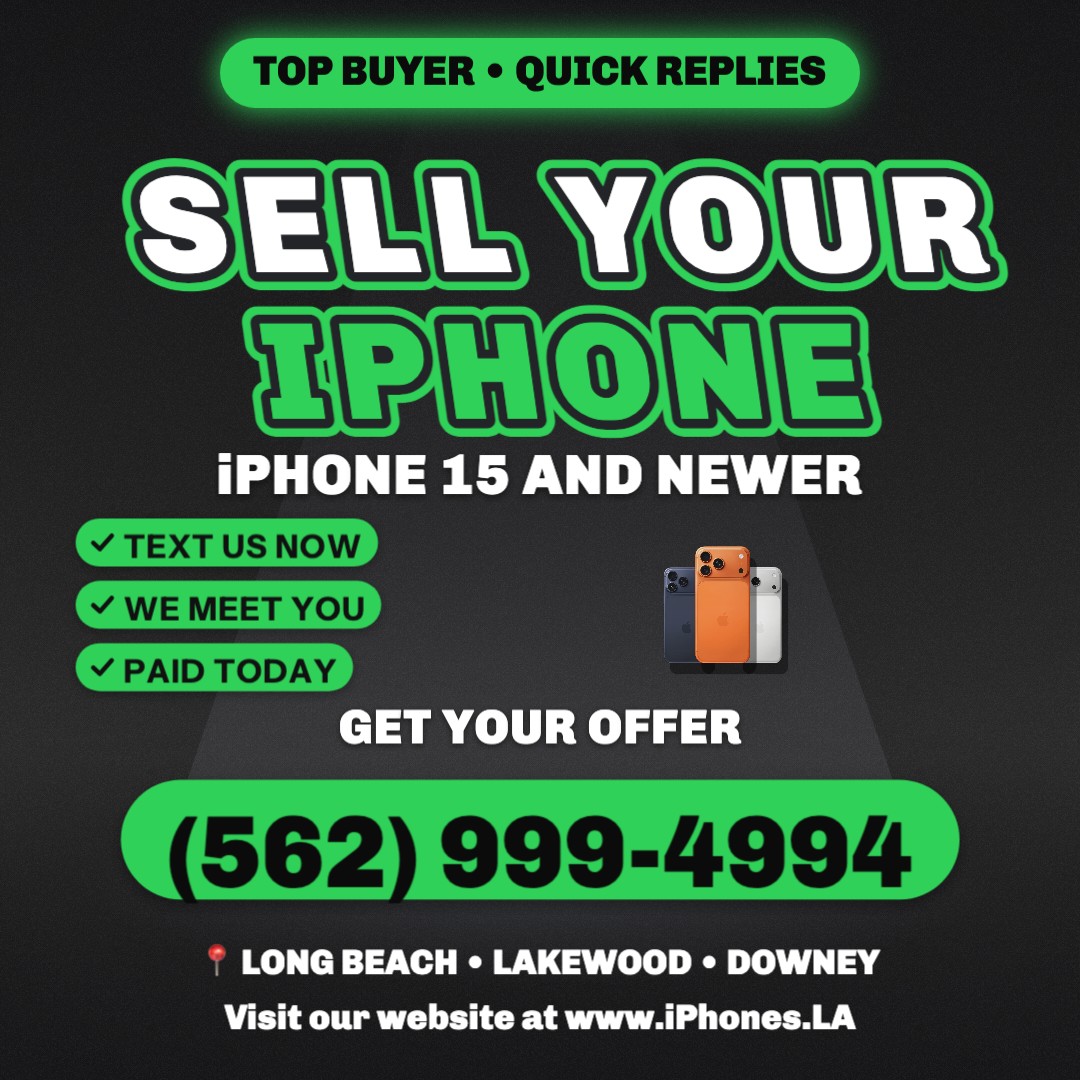 TOP BUYER • QUICK REPLIES
SELL YOUR
IPHONE
iPHONE 15 AND NEWER
✓ TEXT US NOW
✓ WE MEET YOU
✓ PAID TODAY
GET YOUR OFFER
(562) 999-4994
📍 LONG BEACH • LAKEWOOD • DOWNEY
Visit our website at www.iPhones.LA